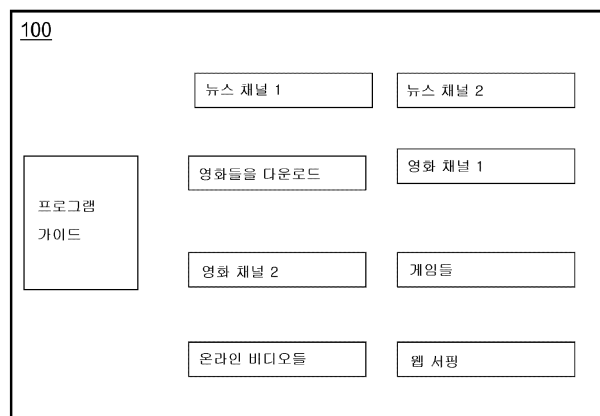 100
뉴스 채널 1
뉴스 채널 2
영화들을 다운로드
영화 채널 1
프로그램
가이드
영화 채널 2
게임들
온라인 비디오들
웹 서핑